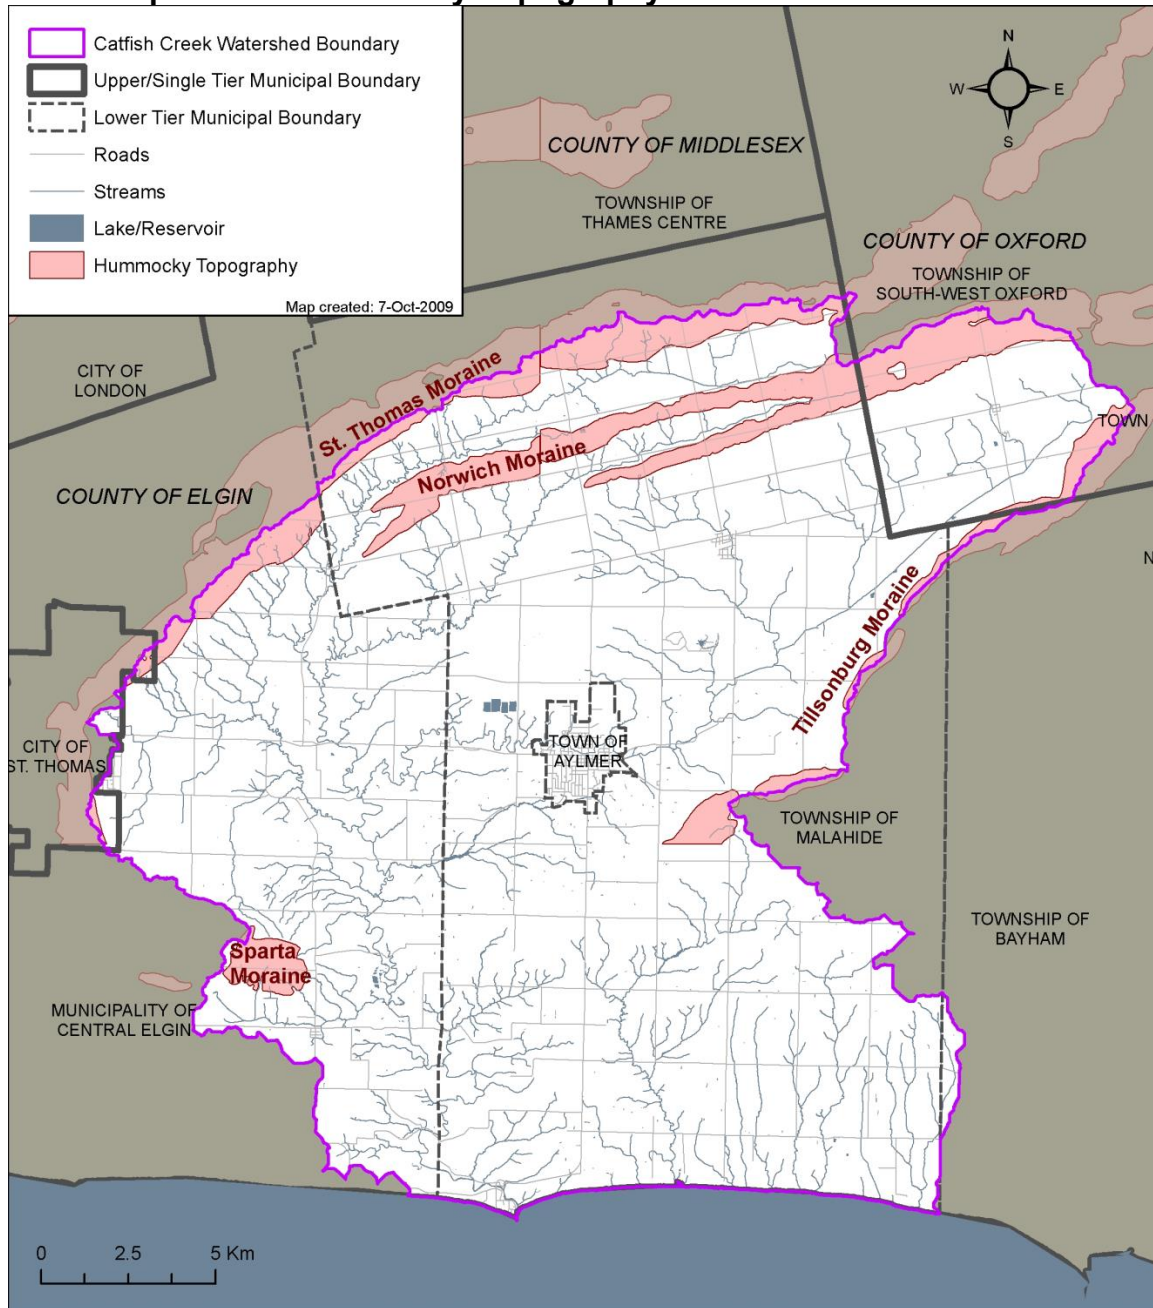 Catfish Creek Watershed Boundary
Upper/Single Tier Municipal Boundary
Lower Tier Municipal Boundary
Roads
Streams
Lake/Reservoir
Hummocky Topography
Map created: 7-Oct-2009
N
W
E
S
COUNTY OF MIDDLESEX
TOWNSHIP OF
THAMES CENTRE
COUNTY OF OXFORD
TOWNSHIP OF
SOUTH-WEST OXFORD
CITY OF
LONDON
St. Thomas Moraine
TOWN
Norwich Moraine
COUNTY OF ELGIN
N
Tillsonburg Moraine
CITY OF
ST. THOMAS
TOWN OF
AYLMER
TOWNSHIP OF
MALAHIDE
TOWNSHIP OF
BAYHAM
Sparta
Moraine
MUNICIPALITY OF
CENTRAL ELGIN
0 2.5 5 Km